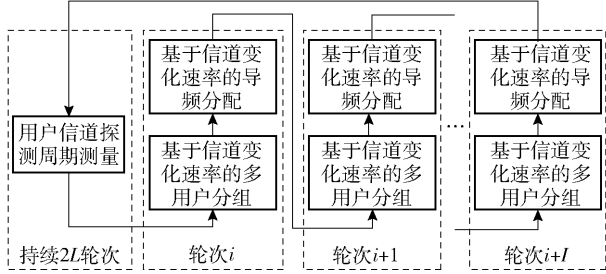 用户信道探
测周期测量
持续2L轮次
基于信道变
化速率的导
频分配
基于信道变
化速率的多
用户分组
轮次i
基于信道变
化速率的导
频分配
基于信道变
化速率的多
用户分组
轮次i+1
…
基于信道变
化速率的导
频分配
基于信道变
化速率的多
用户分组
轮次i+I